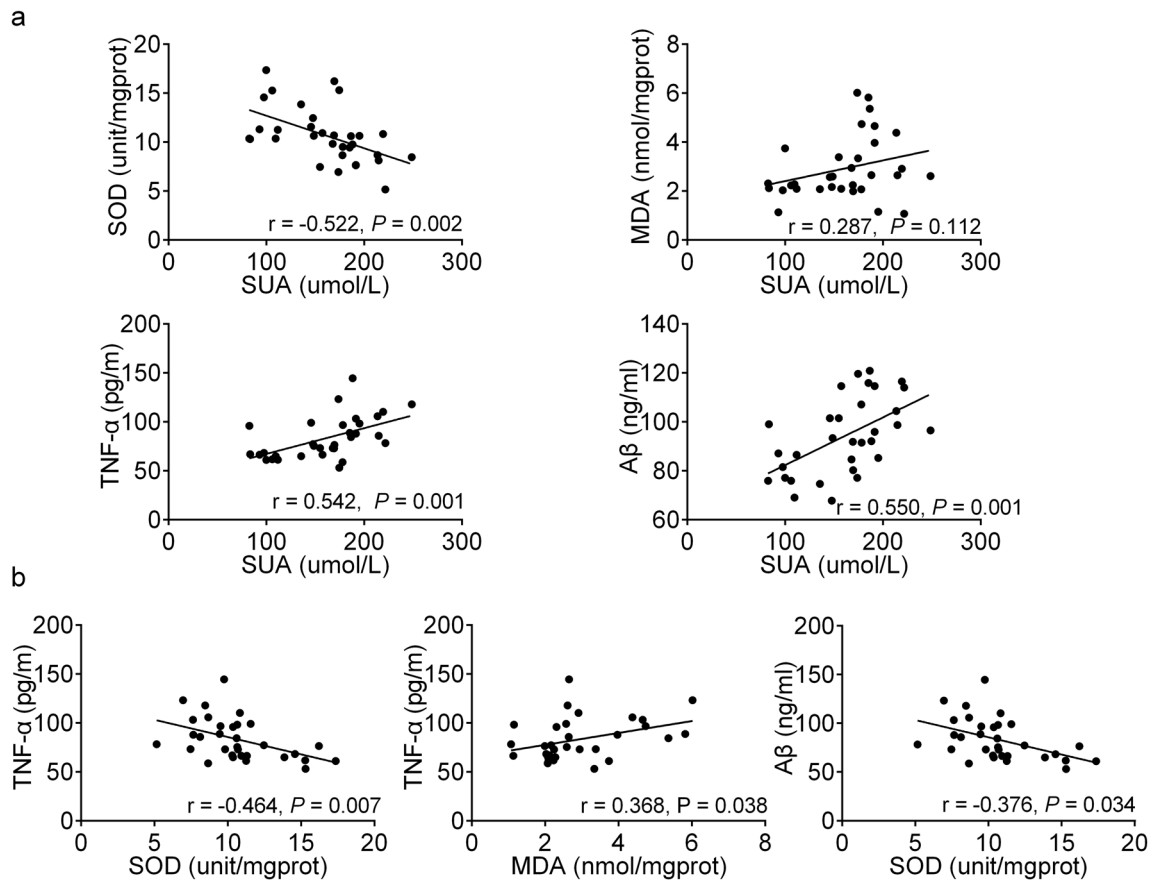 a
SOD (unit/mgprot)
20
15
10
5
0
r = -0.522, P = 0.002
0 100 200 300
SUA (umol/L)
MDA (nmol/mgprot)
8
6
4
2
0
r = 0.287, P = 0.112
0 100 200 300
SUA (umol/L)
TNF-α (pg/m)
200
150
100
50
0
r = 0.542, P = 0.001
0 100 200 300
SUA (umol/L)
Aβ (ng/ml)
140
120
100
80
60
r = 0.550, P = 0.001
0 100 200 300
SUA (umol/L)
b
TNF-α (pg/m)
200
150
100
50
0
r = -0.464, P = 0.007
0 5 10 15 20
SOD (unit/mgprot)
TNF-α (pg/m)
200
150
100
50
0
r = 0.368, P = 0.038
0 2 4 6 8
MDA (nmol/mgprot)
Aβ (ng/ml)
200
150
100
50
0
r = -0.376, P = 0.034
0 5 10 15 20
SOD (unit/mgprot)